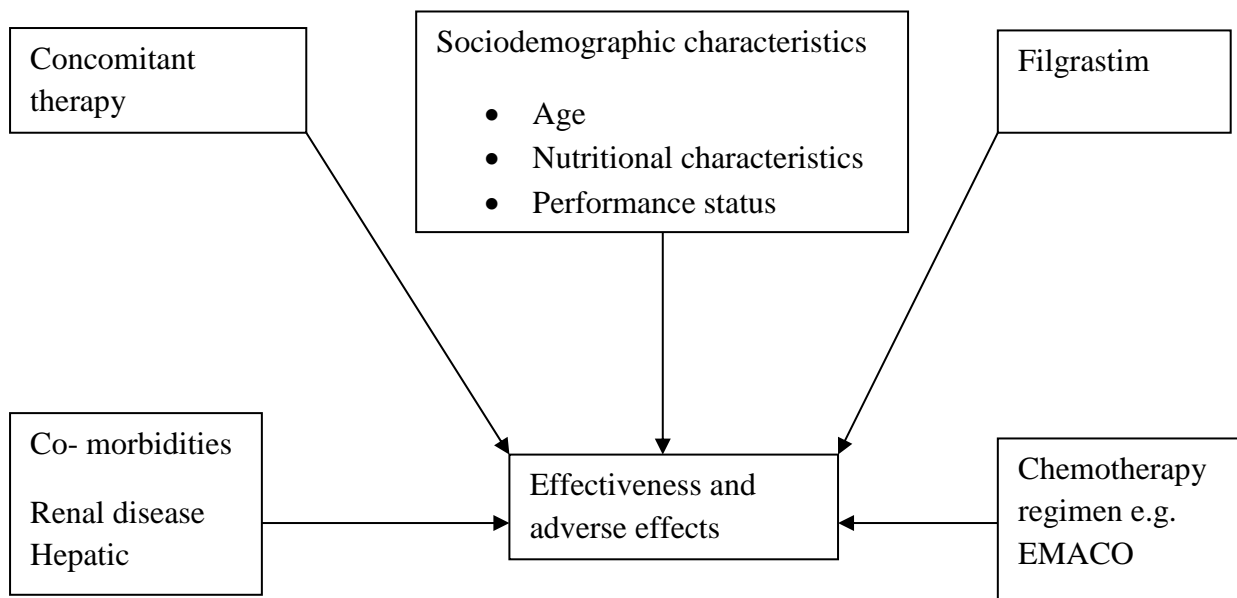 Concomitant
therapy
Sociodemographic characteristics
• Age
• Nutritional characteristics
• Performance status
Filgrastim
Co- morbidities
Renal disease
Hepatic
Effectiveness and
adverse effects
Chemotherapy
regimen e.g.
EMACO